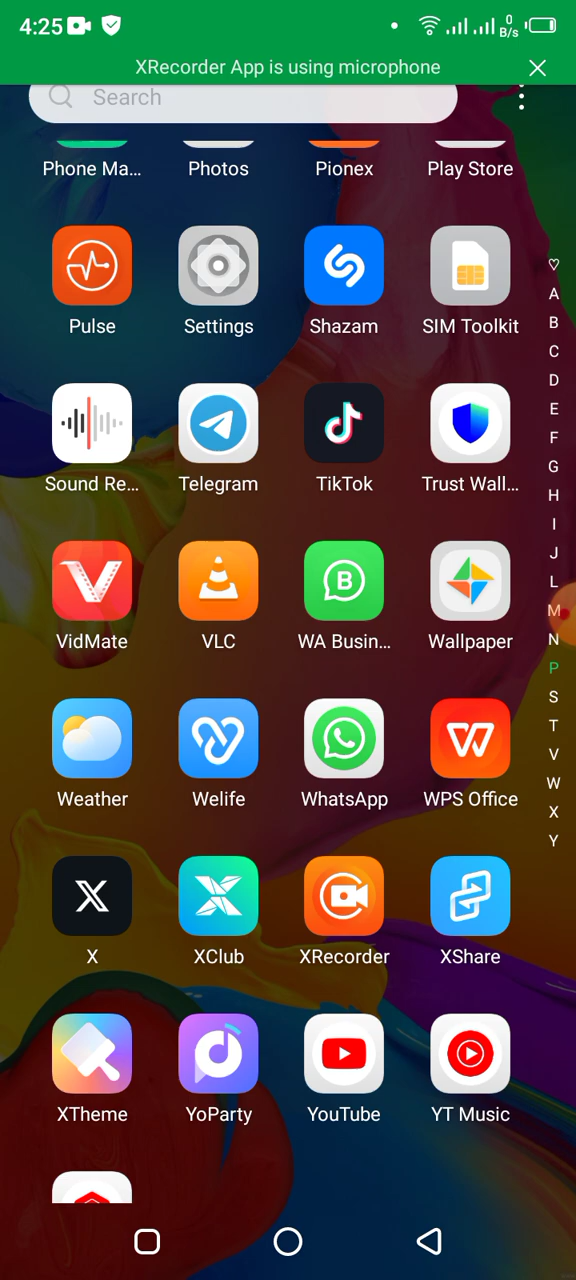 4:25
0
B/s
XRecorder App is using microphone
Search
Phone Ma... Photos Pionex Play Store
Pulse Settings Shazam SIM Toolkit
Sound Re... Telegram TikTok Trust Wall...
VidMate VLC WA Busin... Wallpaper
Weather Welife WhatsApp WPS Office
X XClub XRecorder XShare
XTheme YoParty YouTube YT Music
A
B
C
D
E
F
G
H
I
J
L
M
N
P
S
T
V
W
X
Y